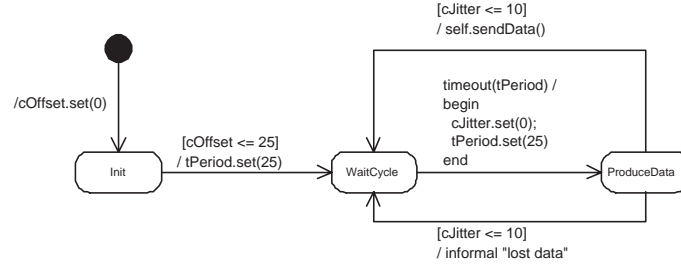 [cJitter <= 10]
/ self.sendData()
/cOffset.set(0)
timeout(tPeriod) /
begin
cJitter.set(0);
tPeriod.set(25)
end
[cOffset <= 25]
/ tPeriod.set(25)
Init
WaitCycle
ProduceData
[cJitter <= 10]
/ informal "lost data"